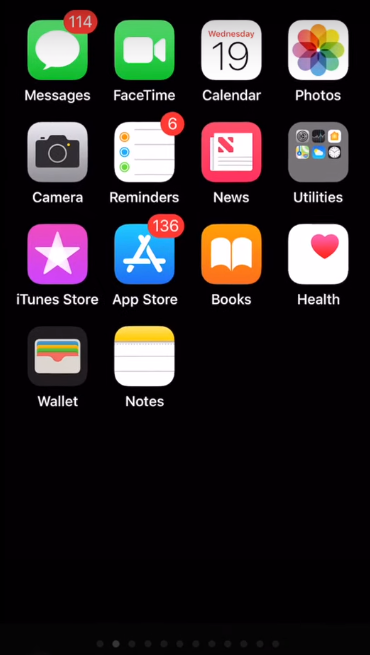 114
Messages FaceTime Wednesday 19 Calendar Photos
6
Camera Reminders News Utilities
136
iTunes Store App Store Books Health
Wallet Notes